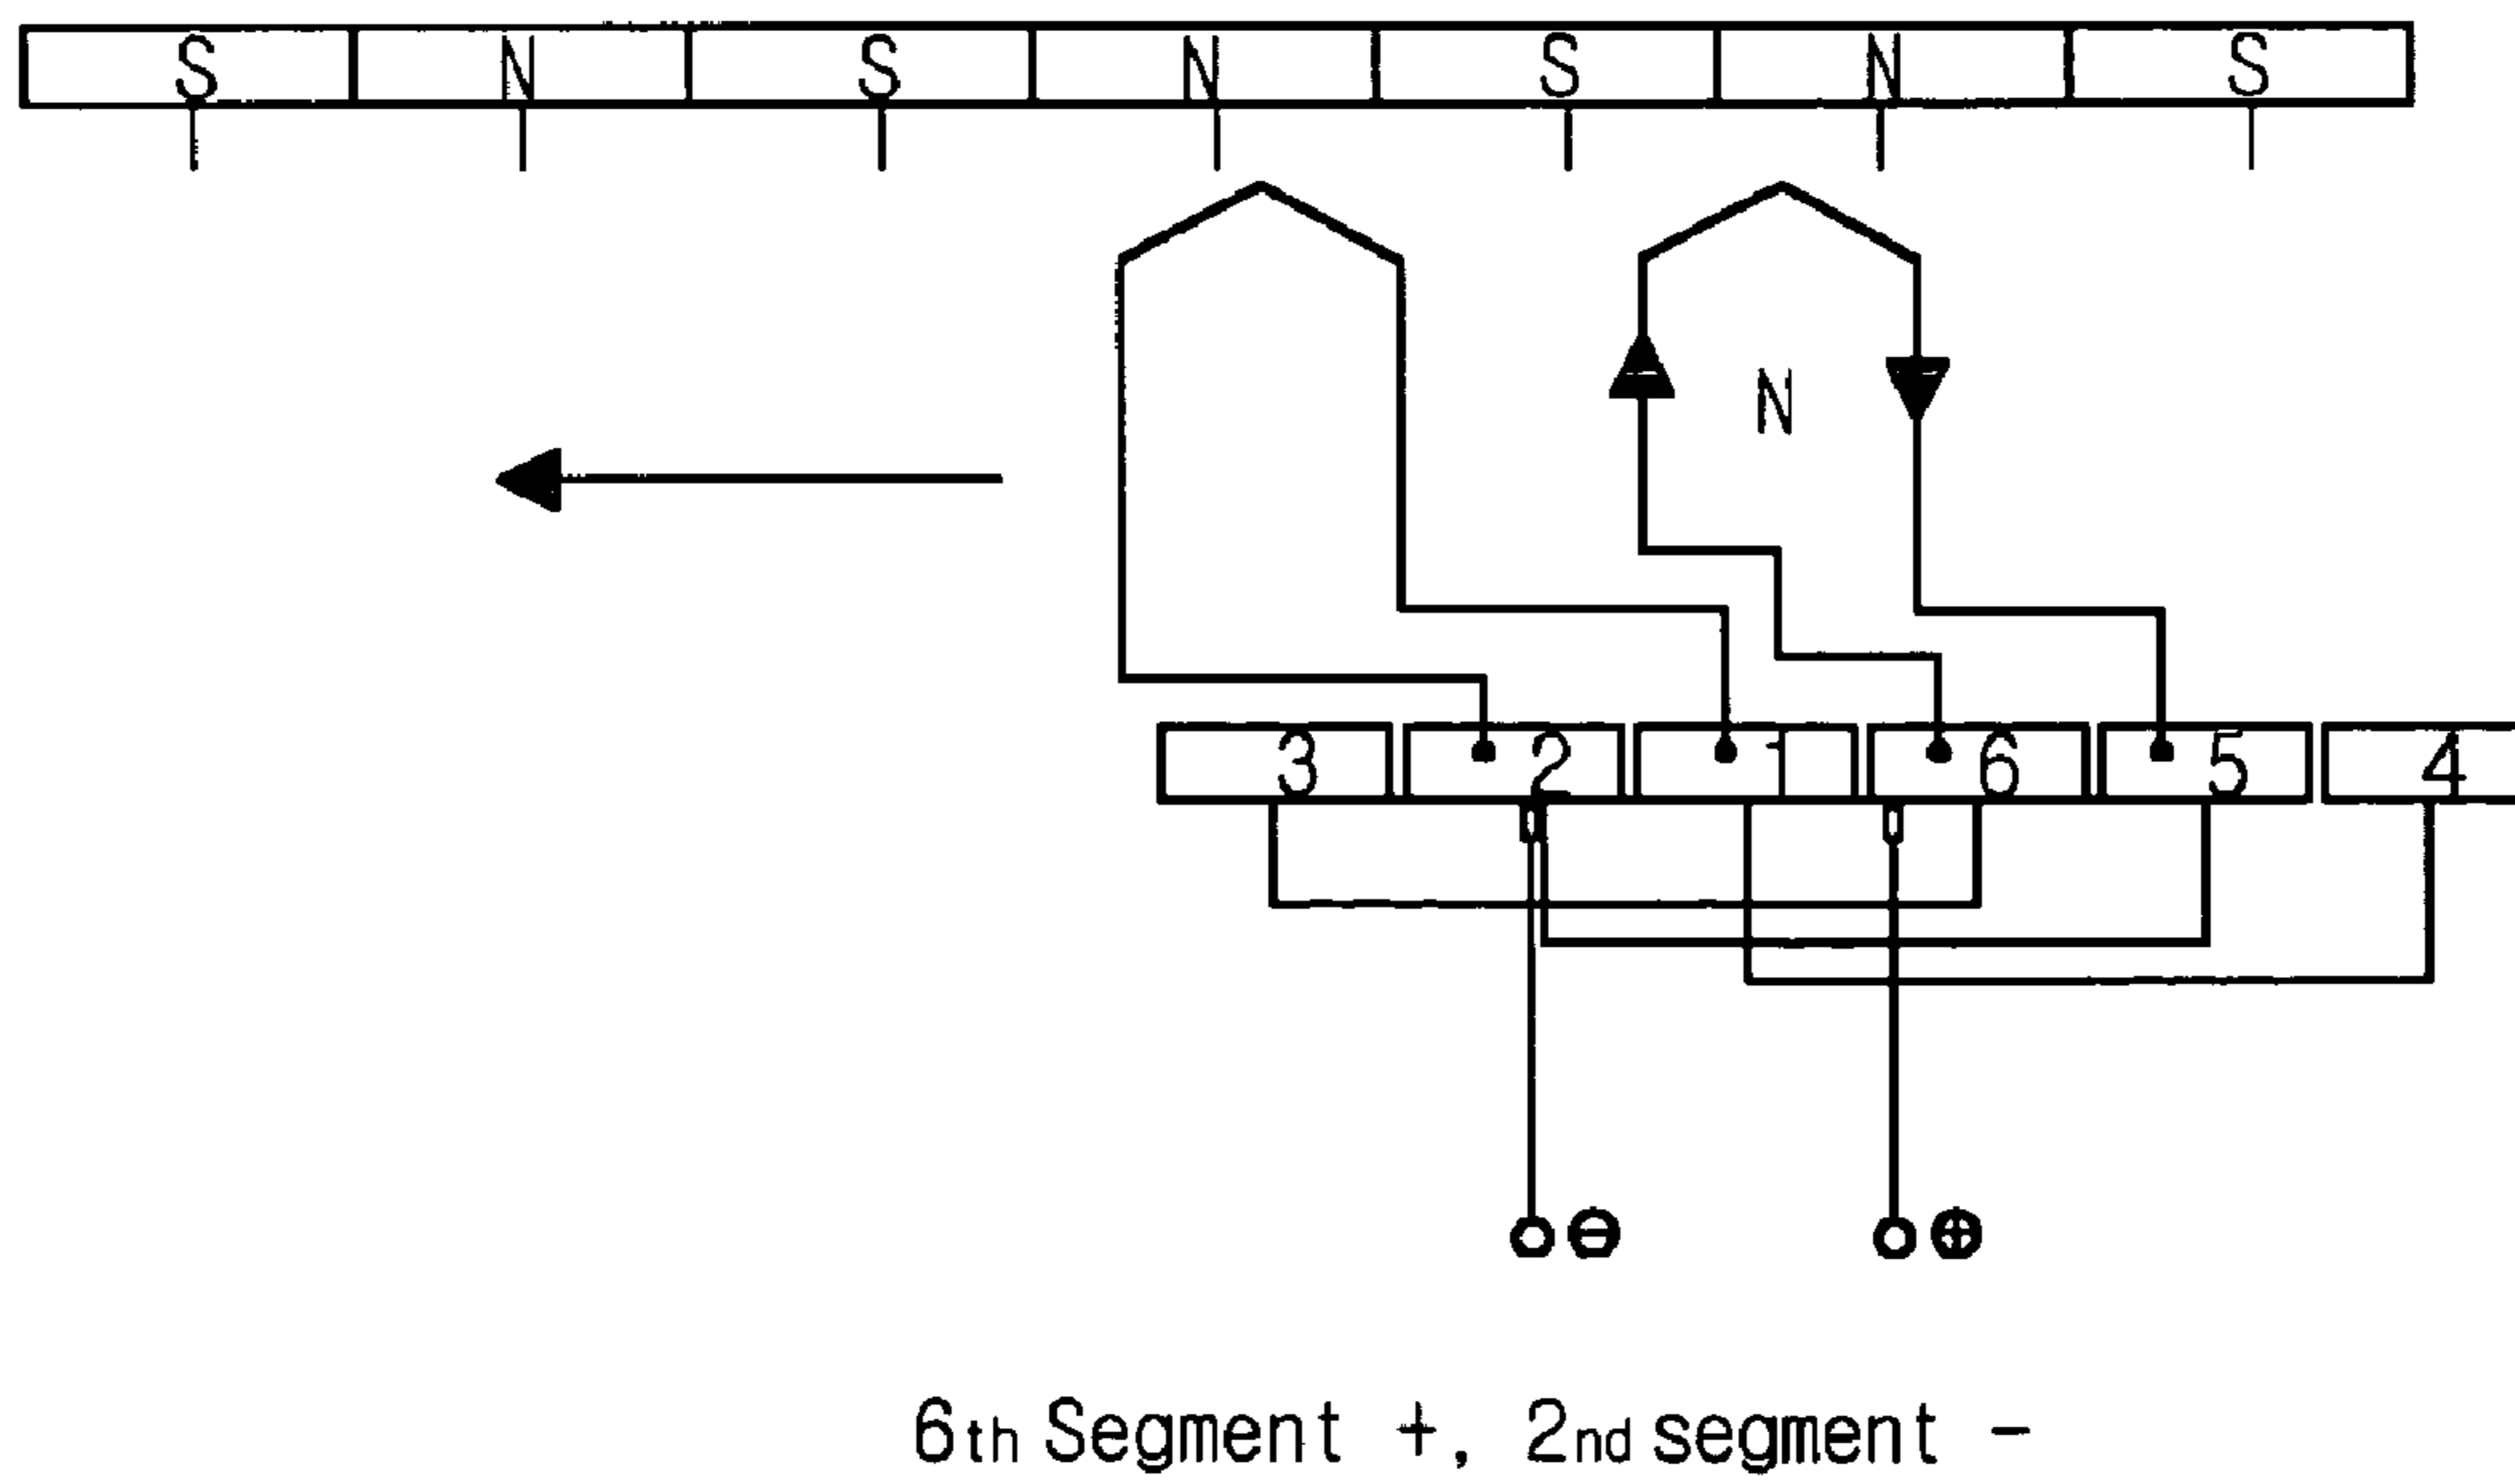 S N S N S N S
N
3 2 1 6 5 4
⊖ ⊕
6th Segment +, 2nd segment -